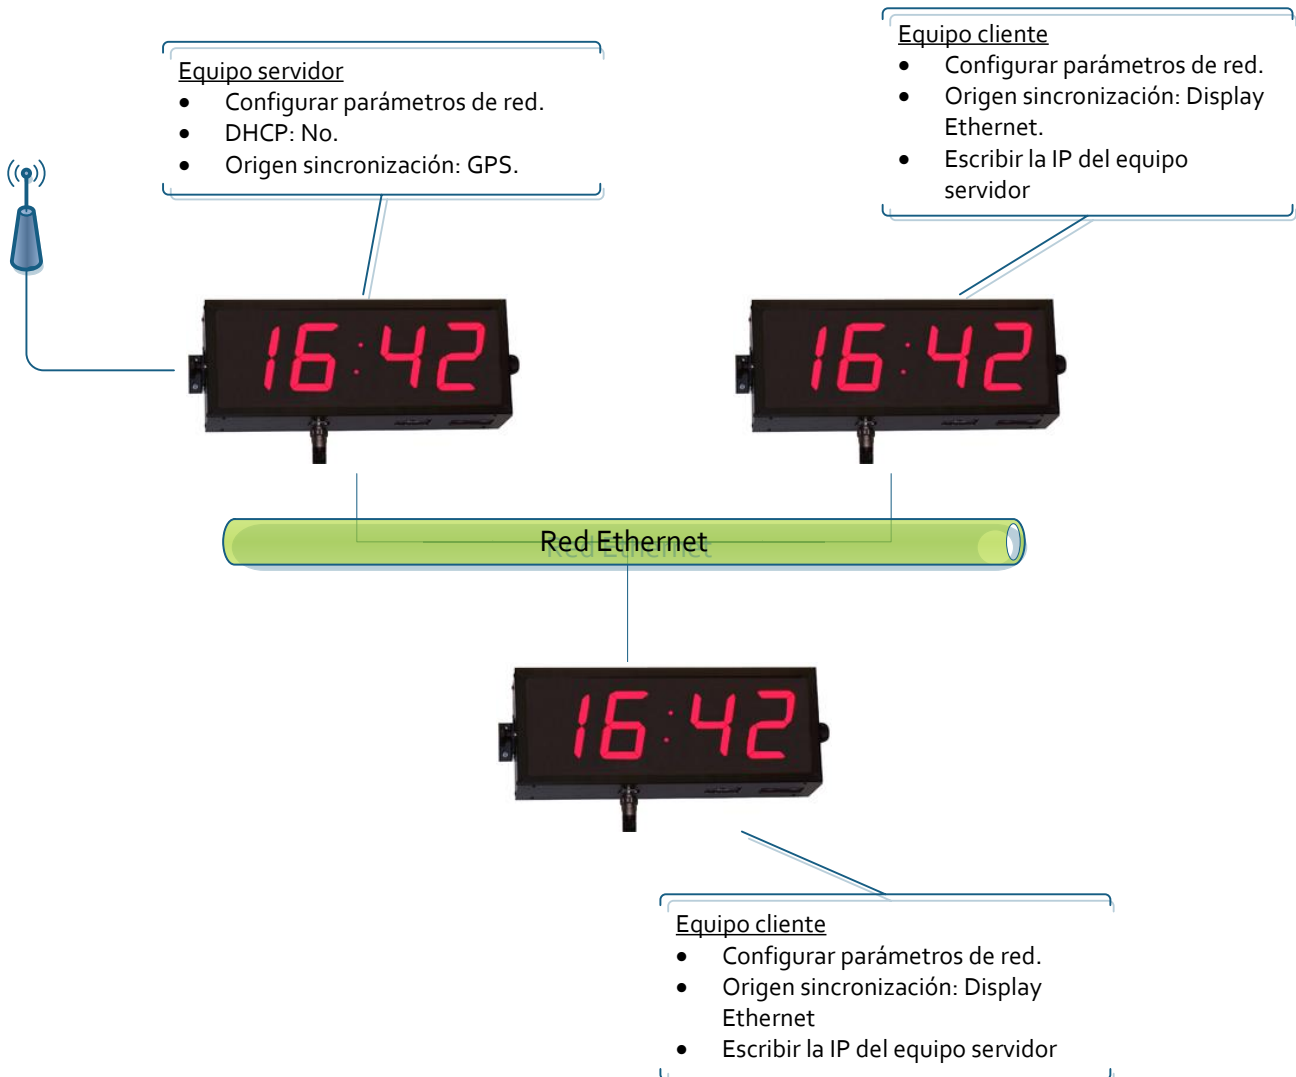 Equipo servidor
• Configurar parámetros de red.
• DHCP: No.
• Origen sincronización: GPS.
Equipo cliente
• Configurar parámetros de red.
• Origen sincronización: Display
Ethernet.
• Escribir la IP del equipo
servidor
16:42
16:42
Red Ethernet
16:42
Equipo cliente
• Configurar parámetros de red.
• Origen sincronización: Display
Ethernet
• Escribir la IP del equipo servidor